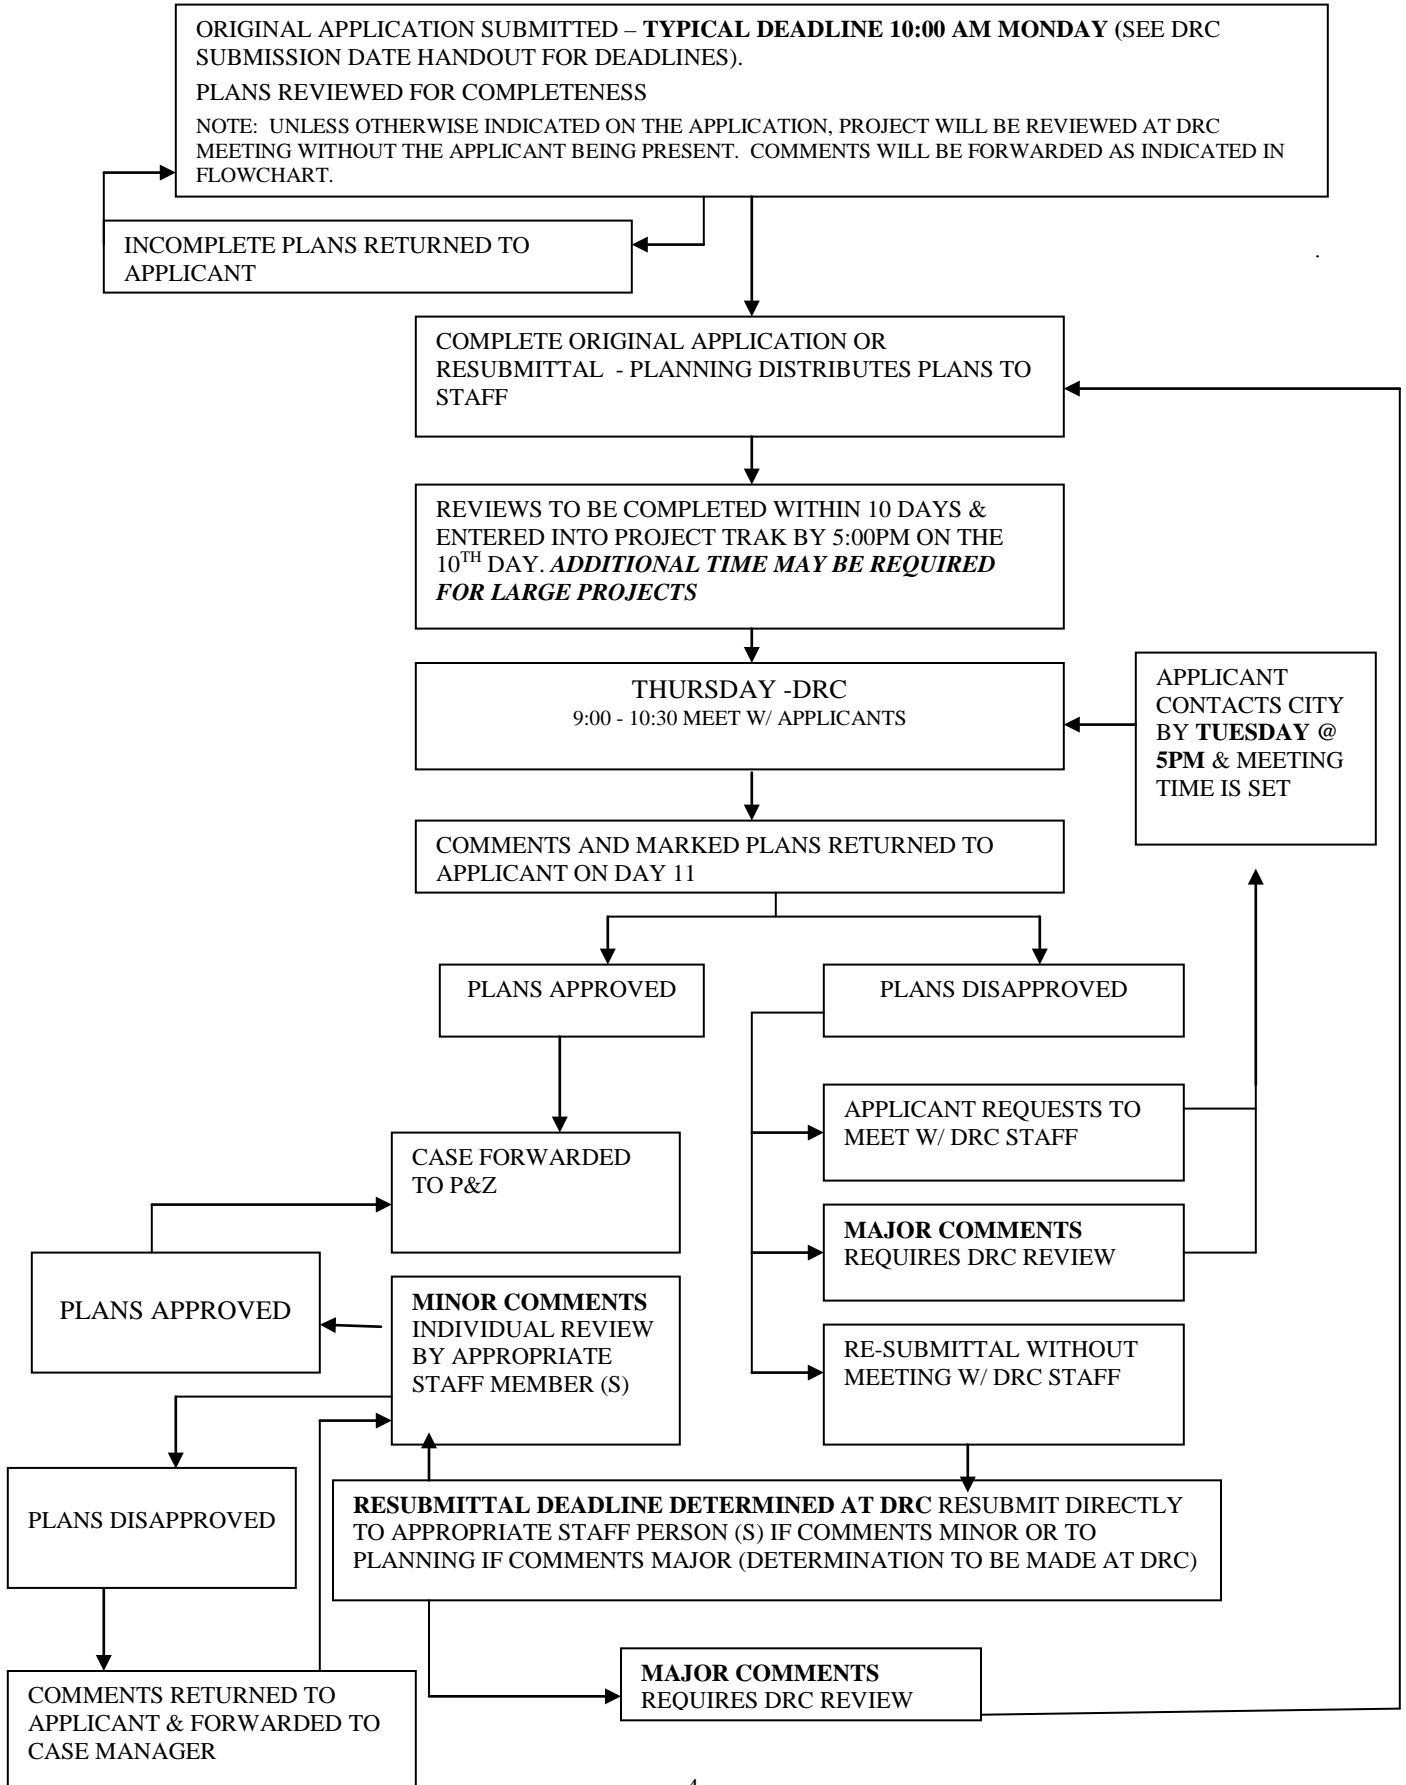 ORIGINAL APPLICATION SUBMITTED – TYPICAL DEADLINE 10:00 AM MONDAY (SEE DRC
SUBMISSION DATE HANDOUT FOR DEADLINES).
PLANS REVIEWED FOR COMPLETENESS
NOTE: UNLESS OTHERWISE INDICATED ON THE APPLICATION, PROJECT WILL BE REVIEWED AT DRC
MEETING WITHOUT THE APPLICANT BEING PRESENT. COMMENTS WILL BE FORWARDED AS INDICATED IN
FLOWCHART.
INCOMPLETE PLANS RETURNED TO
APPLICANT
COMPLETE ORIGINAL APPLICATION OR
RESUBMITTAL - PLANNING DISTRIBUTES PLANS TO
STAFF
REVIEWS TO BE COMPLETED WITHIN 10 DAYS &
ENTERED INTO PROJECT TRAK BY 5:00PM ON THE
10TH DAY. ADDITIONAL TIME MAY BE REQUIRED
FOR LARGE PROJECTS
THURSDAY -DRC
9:00 - 10:30 MEET W/ APPLICANTS
APPLICANT
CONTACTS CITY
BY TUESDAY @
5PM & MEETING
TIME IS SET
COMMENTS AND MARKED PLANS RETURNED TO
APPLICANT ON DAY 11
PLANS APPROVED
PLANS DISAPPROVED
APPLICANT REQUESTS TO
MEET W/ DRC STAFF
CASE FORWARDED
TO P&Z
MAJOR COMMENTS
REQUIRES DRC REVIEW
PLANS APPROVED
MINOR COMMENTS
INDIVIDUAL REVIEW
BY APPROPRIATE
STAFF MEMBER (S)
RE-SUBMITTAL WITHOUT
MEETING W/ DRC STAFF
PLANS DISAPPROVED
RESUBMITTAL DEADLINE DETERMINED AT DRC RESUBMIT DIRECTLY
TO APPROPRIATE STAFF PERSON (S) IF COMMENTS MINOR OR TO
PLANNING IF COMMENTS MAJOR (DETERMINATION TO BE MADE AT DRC)
MAJOR COMMENTS
REQUIRES DRC REVIEW
COMMENTS RETURNED TO
APPLICANT & FORWARDED TO
CASE MANAGER